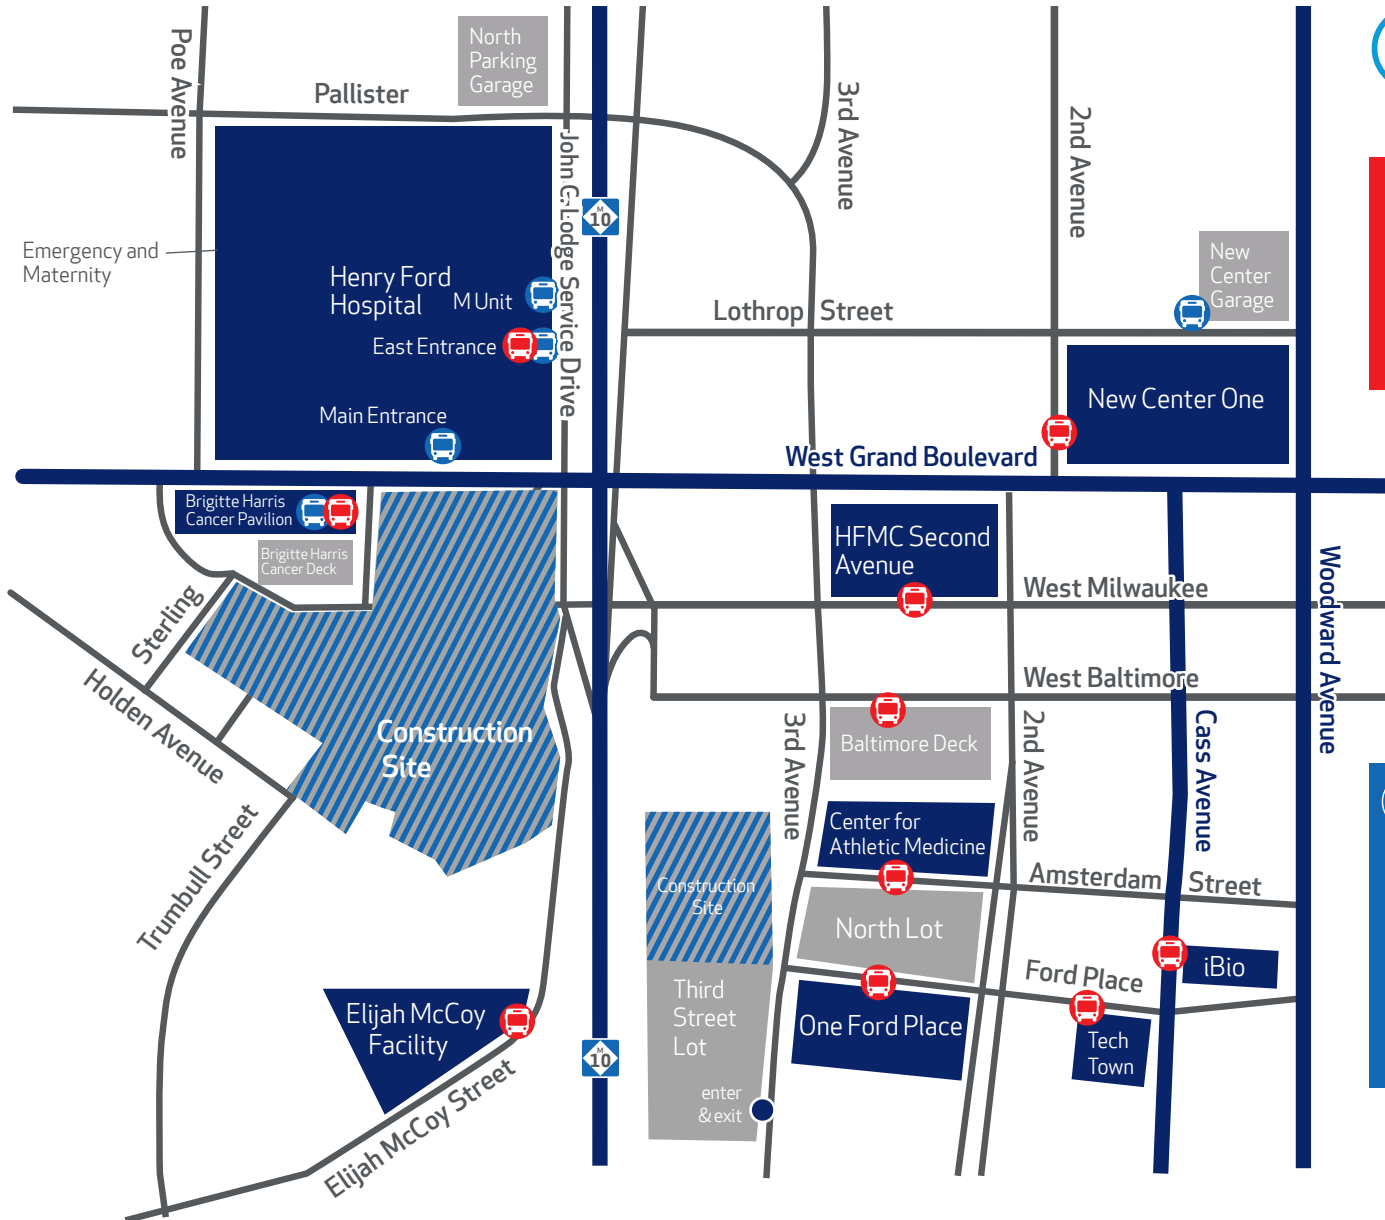 North
Parking
Garage
Poe Avenue
Pallister
3rd Avenue
2nd Avenue
John C. Lodge Service Drive
M
10
Emergency and
Maternity
New
Center
Garage
Henry Ford
Hospital
M Unit
Lothrop Street
East Entrance
New Center One
Main Entrance
West Grand Boulevard
Brigitte Harris
Cancer Pavilion
HFMC Second
Avenue
Brigitte Harris
Cancer Deck
West Milwaukee
Woodward Avenue
Sterling
West Baltimore
Holden Avenue
Construction
Site
3rd Avenue
Baltimore Deck
2nd Avenue
Cass Avenue
Trumbull Street
Center for
Athletic Medicine
Construction
Site
Amsterdam Street
North Lot
iBio
Ford Place
Third
Street
Lot
Elijah McCoy
Facility
One Ford Place
Tech
Town
M
10
enter
& exit
Elijah McCoy Street